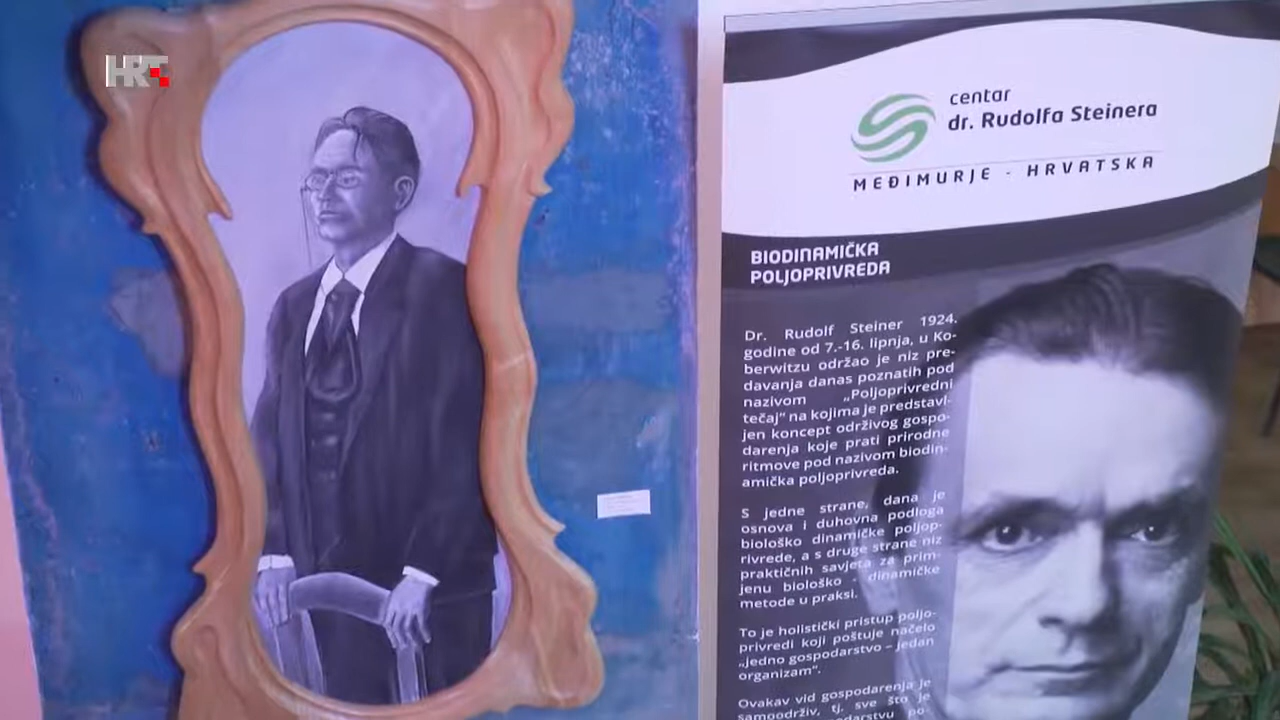 HRT
centar
dr. Rudolfa Steinera
MEĐIMURJE - HRVATSKA
BIODINAMIČKA
POLJOPRIVREDA
Dr. Rudolf Steiner 1924.
godine od 7.-16. lipnja, u Ko-
berwitzu održao je niz pre-
davanja danas poznatih pod
nazivom „Poljoprivredni
tečaj“ na kojima je predstavl-
jen koncept održivog gospo-
darenja koje prati prirodne
ritmove pod nazivom biodin-
amička poljoprivreda.
S jedne strane, dana je
osnova i duhovna podloga
biološko dinamičke poljop-
rivrede, a s druge strane niz
praktičnih savjeta za prim-
jenu biološko - dinamičke
metode u praksi.
To je holistički pristup poljo-
privredi koji poštuje načelo
„jedno gospodarstvo – jedan
organizam“.
Ovakav vid gospodarenja je
samoodrživ, tj. sve što je